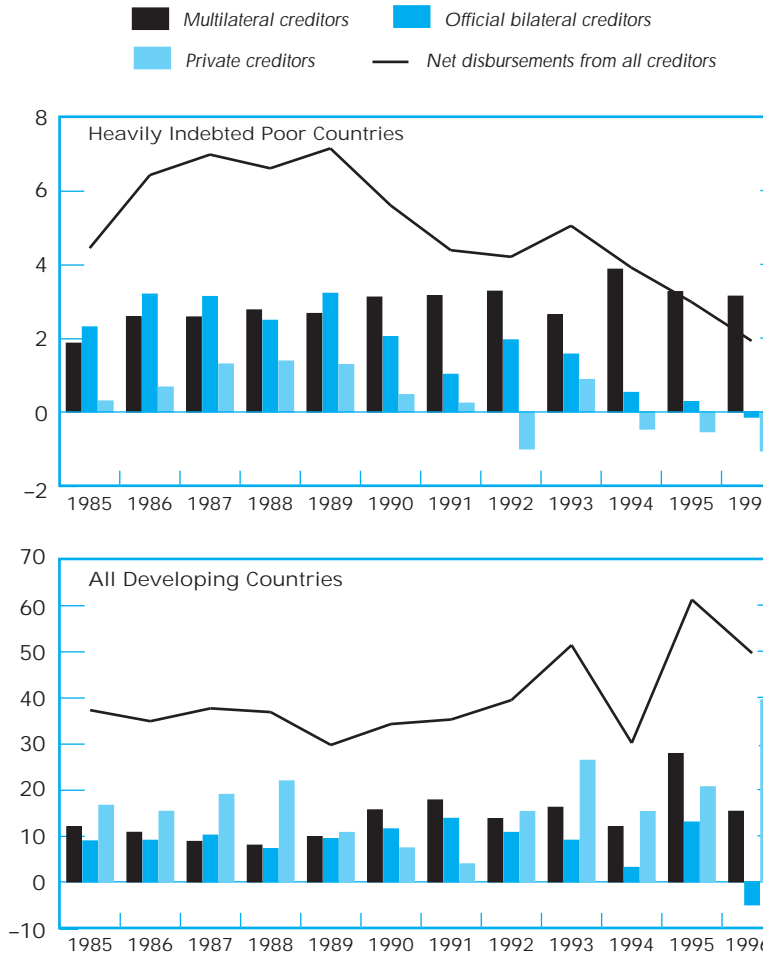 Multilateral creditors Official bilateral creditors
Private creditors Net disbursements from all creditors
8
Heavily Indebted Poor Countries
6
4
2
0
–2
1985 1986 1987 1988 1989 1990 1991 1992 1993 1994 1995 199
70
All Developing Countries
60
50
40
30
20
10
0
–10
1985 1986 1987 1988 1989 1990 1991 1992 1993 1994 1995 1996